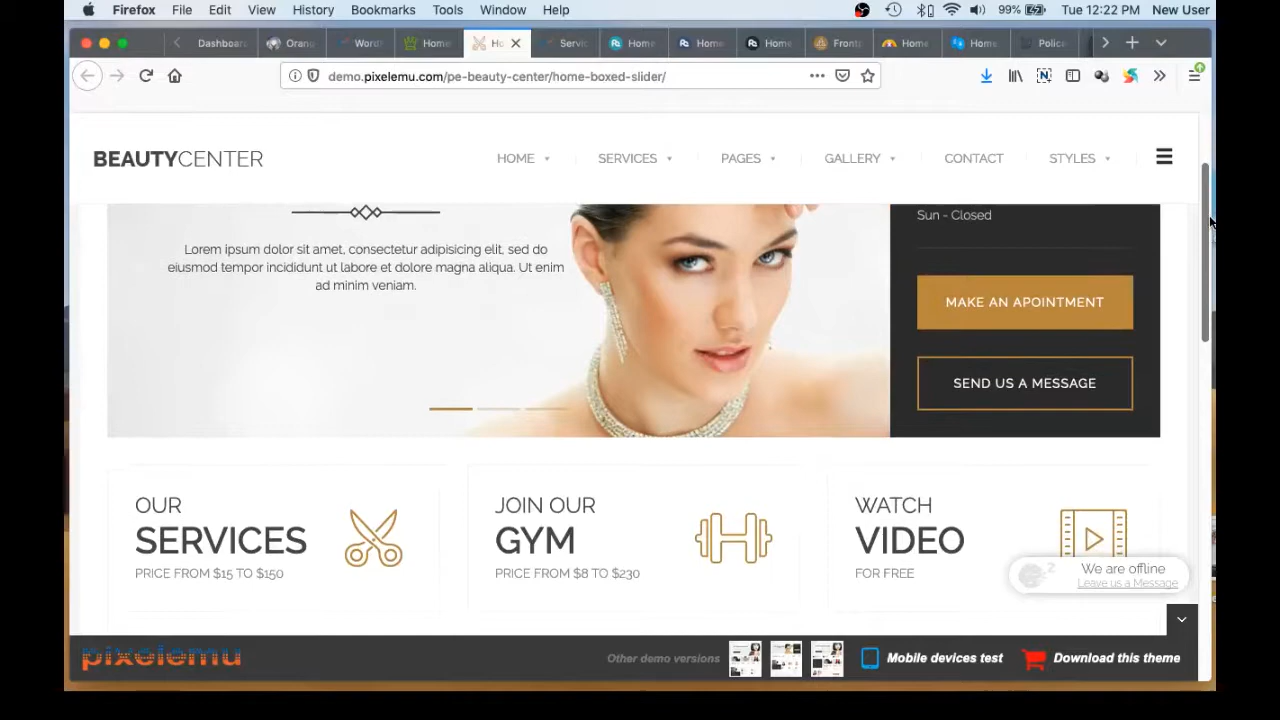 Firefox File Edit View History Bookmarks Tools Window Help 99% Tue 12:22 PM New User
Dashboar Oran Word Home Ho Servic Home Home Home Front Home Home Police
demo.pixelemu.com/pe-beauty-center/home-boxed-slider/
BEAUTYCENTER HOME SERVICES PAGES GALLERY CONTACT STYLES
Sun - Closed
Lorem ipsum dolor sit amet, consectetur adipisicing elit, sed do
eiusmod tempor incididunt ut labore et dolore magna aliqua. Ut enim
ad minim veniam.
MAKE AN APOINTMENT
SEND US A MESSAGE
OUR
SERVICES
PRICE FROM $15 TO $150
JOIN OUR
GYM
PRICE FROM $8 TO $230
WATCH
VIDEO
FOR FREE
We are offline
Leave us a Message
pixelemu Other demo versions Mobile devices test Download this theme